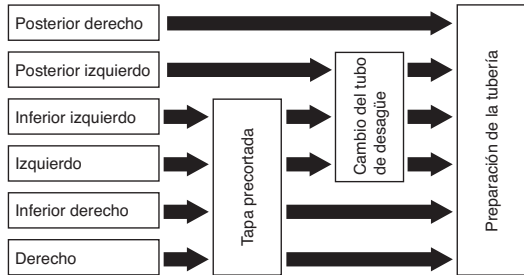 Posterior derecho
Posterior izquierdo
Inferior izquierdo
Izquierdo
Inferior derecho
Derecho
Tapa precortada
Cambio del tubo
de desagüe
Preparación de la tubería